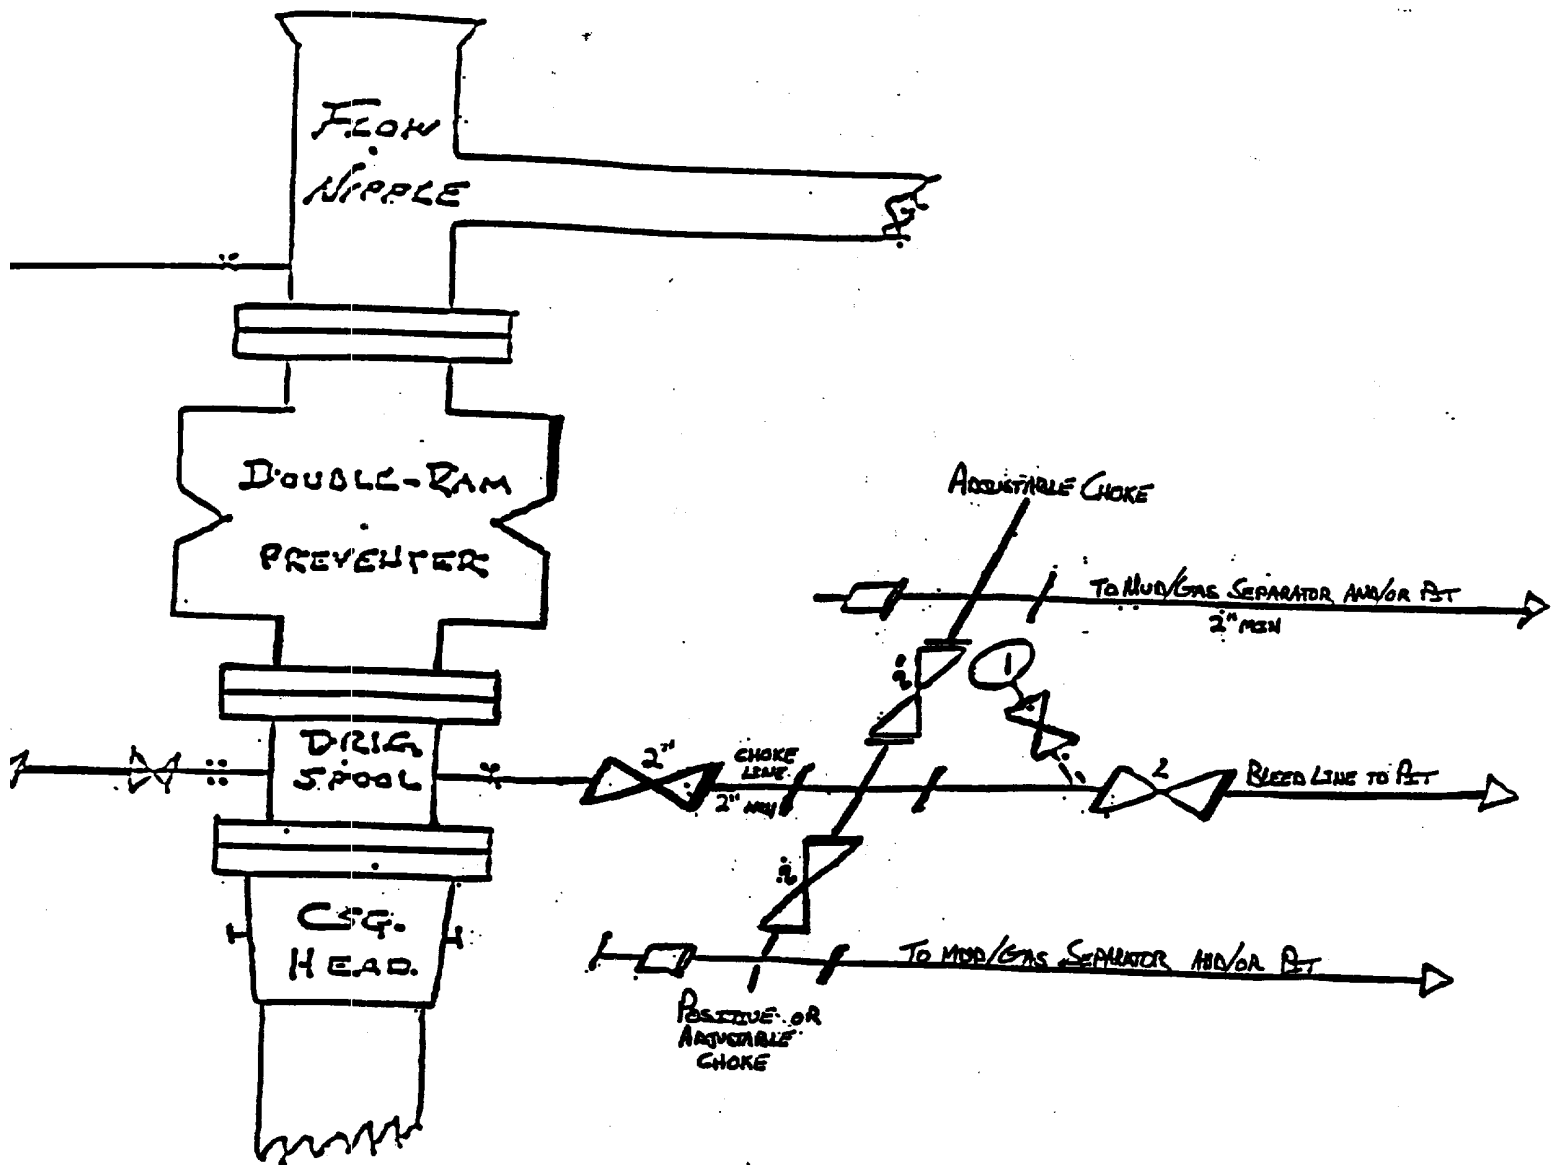 FLOW
NIPPLE
DOUBLE-RAM
PREVENTER
ADJUSTABLE CHOKE
TO MUD/GAS SEPARATOR AND/OR PIT
2" MIN
1
2"
DRLG
SPOOL
2"
CHOKE
LINE
2" MIN
2
BLEED LINE TO PIT
2"
CSG.
HEAD.
TO MUD/GAS SEPARATOR AND/OR PIT
POSITIVE OR
ADJUSTABLE
CHOKE